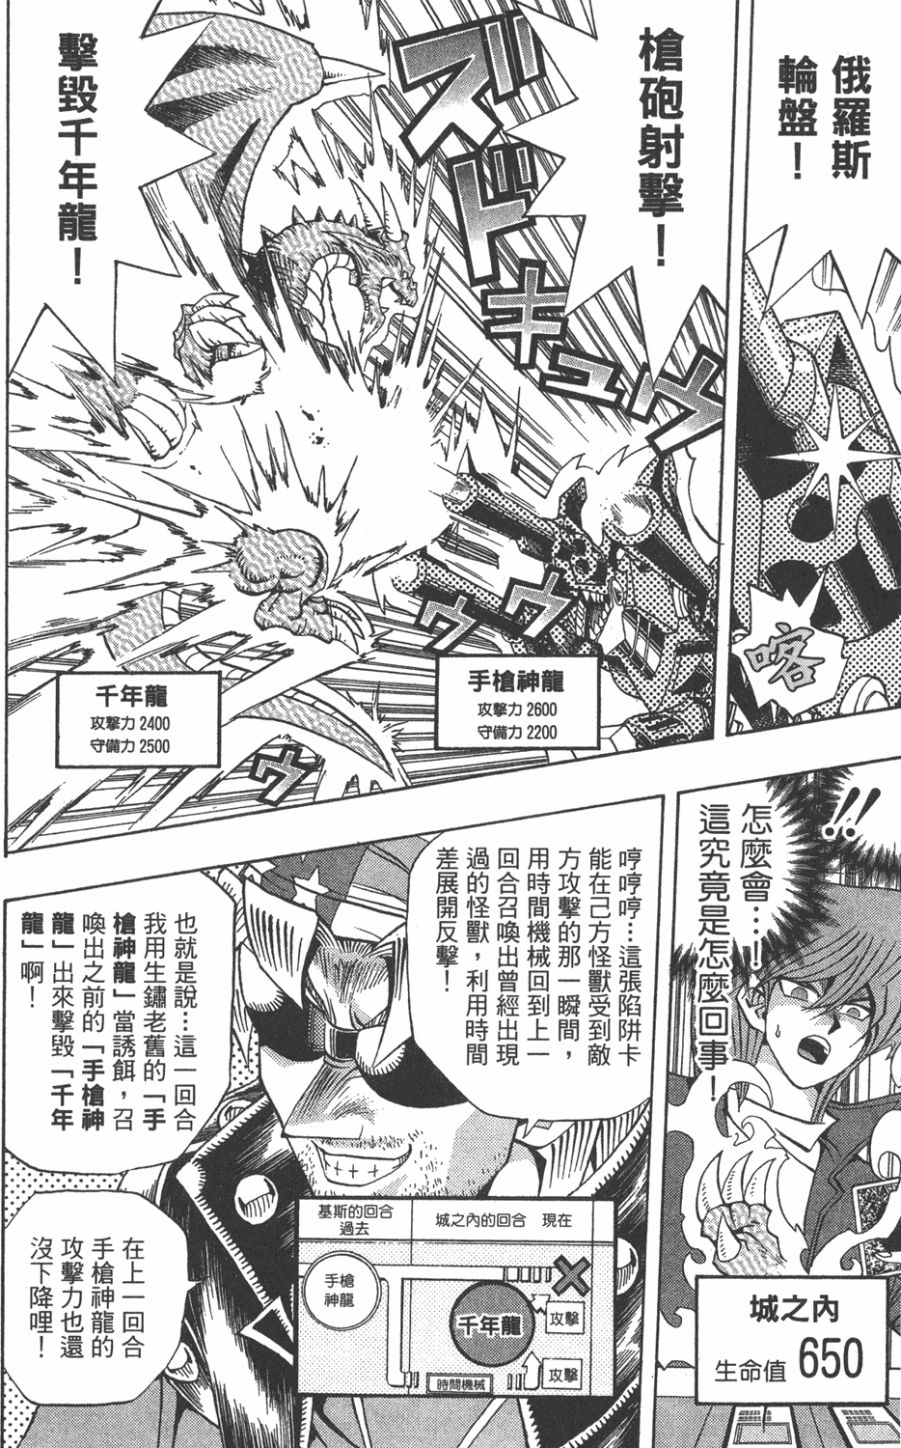 俄羅斯
輪盤！
喀
槍砲射擊！
ズドキュウウ
ウウ
ウ
手槍神龍
攻擊力 2600
守備力 2200
擊毀千年龍！
千年龍
攻擊力 2400
守備力 2500
!!
怎麼會…！
這究竟是怎麼回事！
城之內
生命值 650
哼哼哼…這張陷阱卡
能在己方怪獸受到敵
方攻擊的那一瞬間，
用時間機械回到上一
回合召喚出曾經出現
過的怪獸，利用時間
差展開反擊！
也就是說…這一回合
我用生鏽老舊的「手
槍神龍」當誘餌，召
喚出之前的「手槍神
龍」出來擊毀「千年
龍」啊！
基斯的回合
過去
城之內的回合 現在
手槍
神龍
千年龍
攻擊
攻擊
時間機械
在上一回合
手槍神龍的
攻擊力也還
沒下降哩！